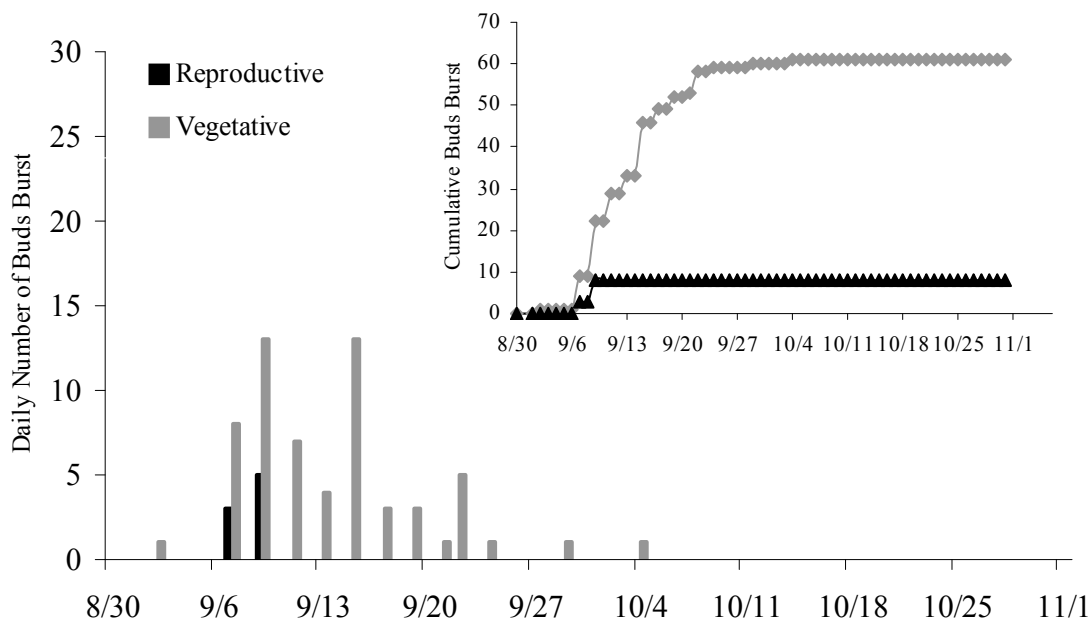 70
60
50
40
30
20
10
0
Cumulative Buds Burst
8/30 9/6 9/13 9/20 9/27 10/4 10/11 10/18 10/25 11/1
30
25
20
15
10
5
0
Daily Number of Buds Burst
Reproductive
Vegetative
8/30 9/6 9/13 9/20 9/27 10/4 10/11 10/18 10/25 11/1